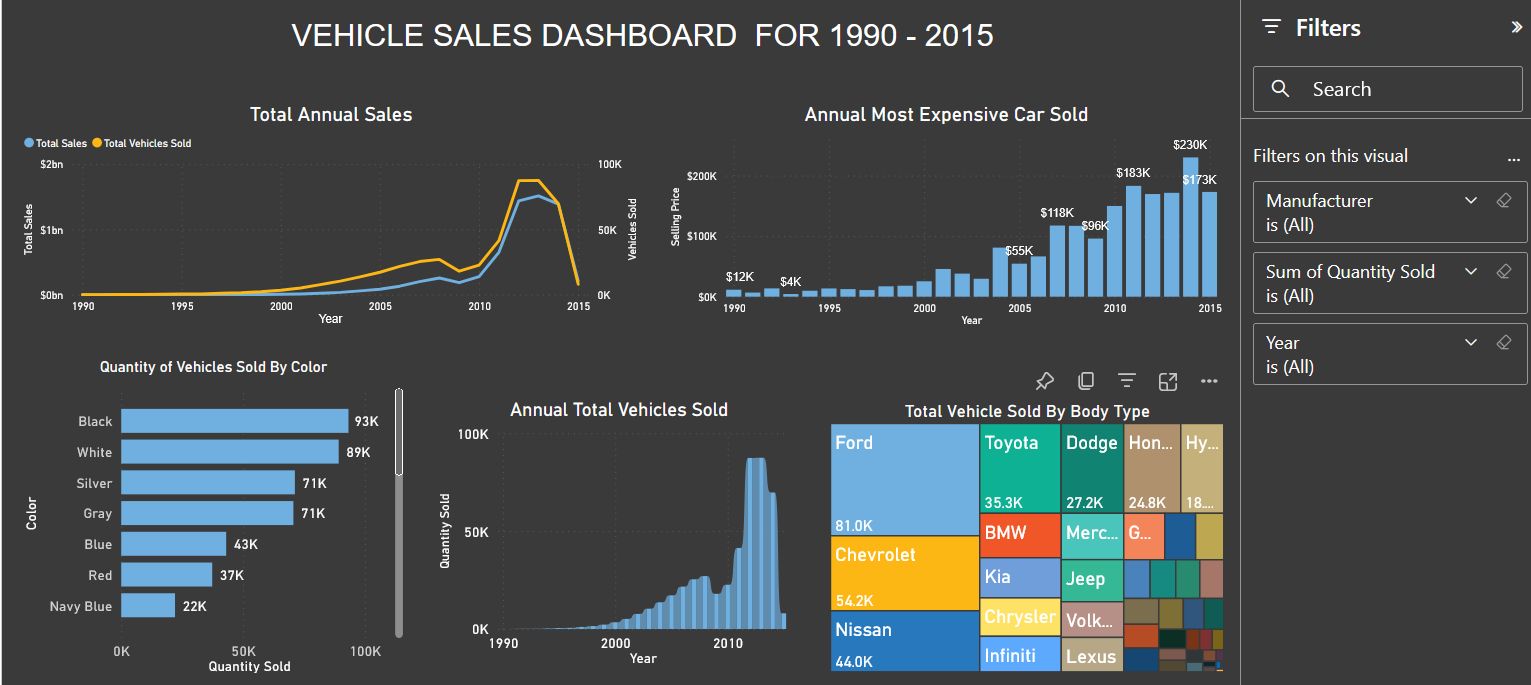 VEHICLE SALES DASHBOARD  FOR 1990 - 2015
Total Annual Sales
Total Sales Total Vehicles Sold
$2bn
$1bn
$0bn
Total Sales
100K
50K
0K
Vehicles Sold
1990 1995 2000 2005 2010 2015
Year
Annual Most Expensive Car Sold
$200K
$100K
$0K
Selling Price
$12K
$4K
$55K
$118K
$96K
$183K
$230K
$173K
1990 1995 2000 2005 2010 2015
Year
Quantity of Vehicles Sold By Color
Color
Black 93K
White 89K
Silver 71K
Gray 71K
Blue 43K
Red 37K
Navy Blue 22K
0K 50K 100K
Quantity Sold
Annual Total Vehicles Sold
100K
50K
0K
Quantity Sold
1990 2000 2010
Year
Total Vehicle Sold By Body Type
Ford
81.0K
Chevrolet
54.2K
Nissan
44.0K
Toyota
35.3K
BMW
Kia
Chrysler
Infiniti
Dodge
27.2K
Merc...
Jeep
Volk...
Lexus
Hon...
24.8K
Hy...
18....
G...
Filters
Search
Filters on this visual
...
Manufacturer
is (All)
Sum of Quantity Sold
is (All)
Year
is (All)